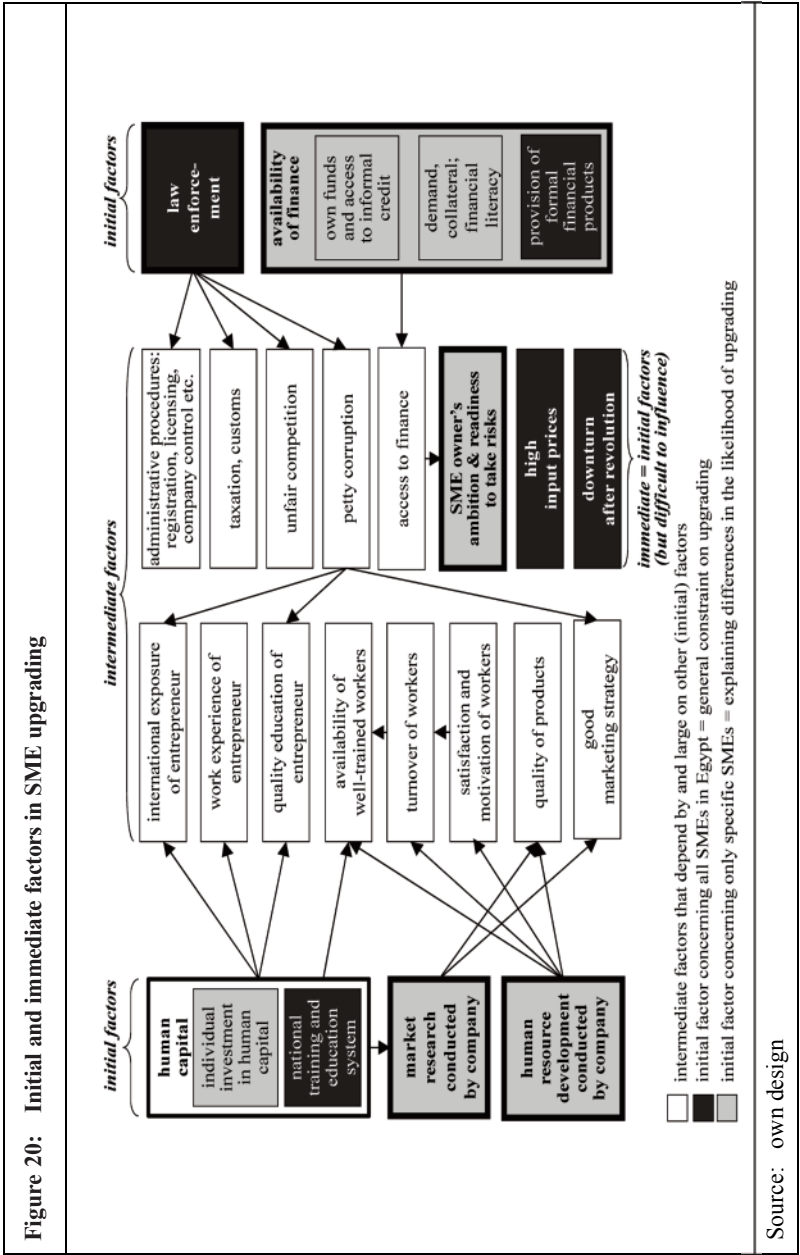 Figure 20: Initial and immediate factors in SME upgrading
initial factors
human
capital
individual
investment
in human
capital
national
training and
education
system
market
research
conducted
by company
human
resource
development
conducted
by company
intermediate factors
international exposure
of entrepreneur
work experience of
entrepreneur
quality education of
entrepreneur
availability of
well-trained workers
turnover of workers
satisfaction and
motivation of workers
quality of products
good
marketing strategy
administrative procedures:
registration, licensing,
company control etc.
taxation, customs
unfair competition
petty corruption
access to finance
SME owner's
ambition & readiness
to take risks
high
input prices
downturn
after revolution
immediate = initial factors
(but difficult to influence)
initial factors
law
enforce-
ment
availability
of finance
own funds
and access
to informal
credit
demand,
collateral;
financial
literacy
provision of
formal
financial
products
intermediate factors that depend by and large on other (initial) factors
initial factor concerning all SMEs in Egypt = general constraint on upgrading
initial factor concerning only specific SMEs = explaining differences in the likelihood of upgrading
Source: own design